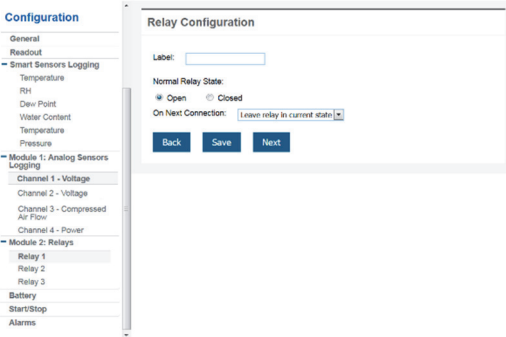 Configuration
General
Readout
Smart Sensors Logging
Temperature
RH
Dew Point
Water Content
Temperature
Pressure
Module 1: Analog Sensors
Logging
Channel 1 - Voltage
Channel 2 - Voltage
Channel 3 - Compressed
Air Flow
Channel 4 - Power
Module 2: Relays
Relay 1
Relay 2
Relay 3
Battery
Start/Stop
Alarms
Relay Configuration
Label:
Normal Relay State:
Open Closed
On Next Connection: Leave relay in current state
Back Save Next